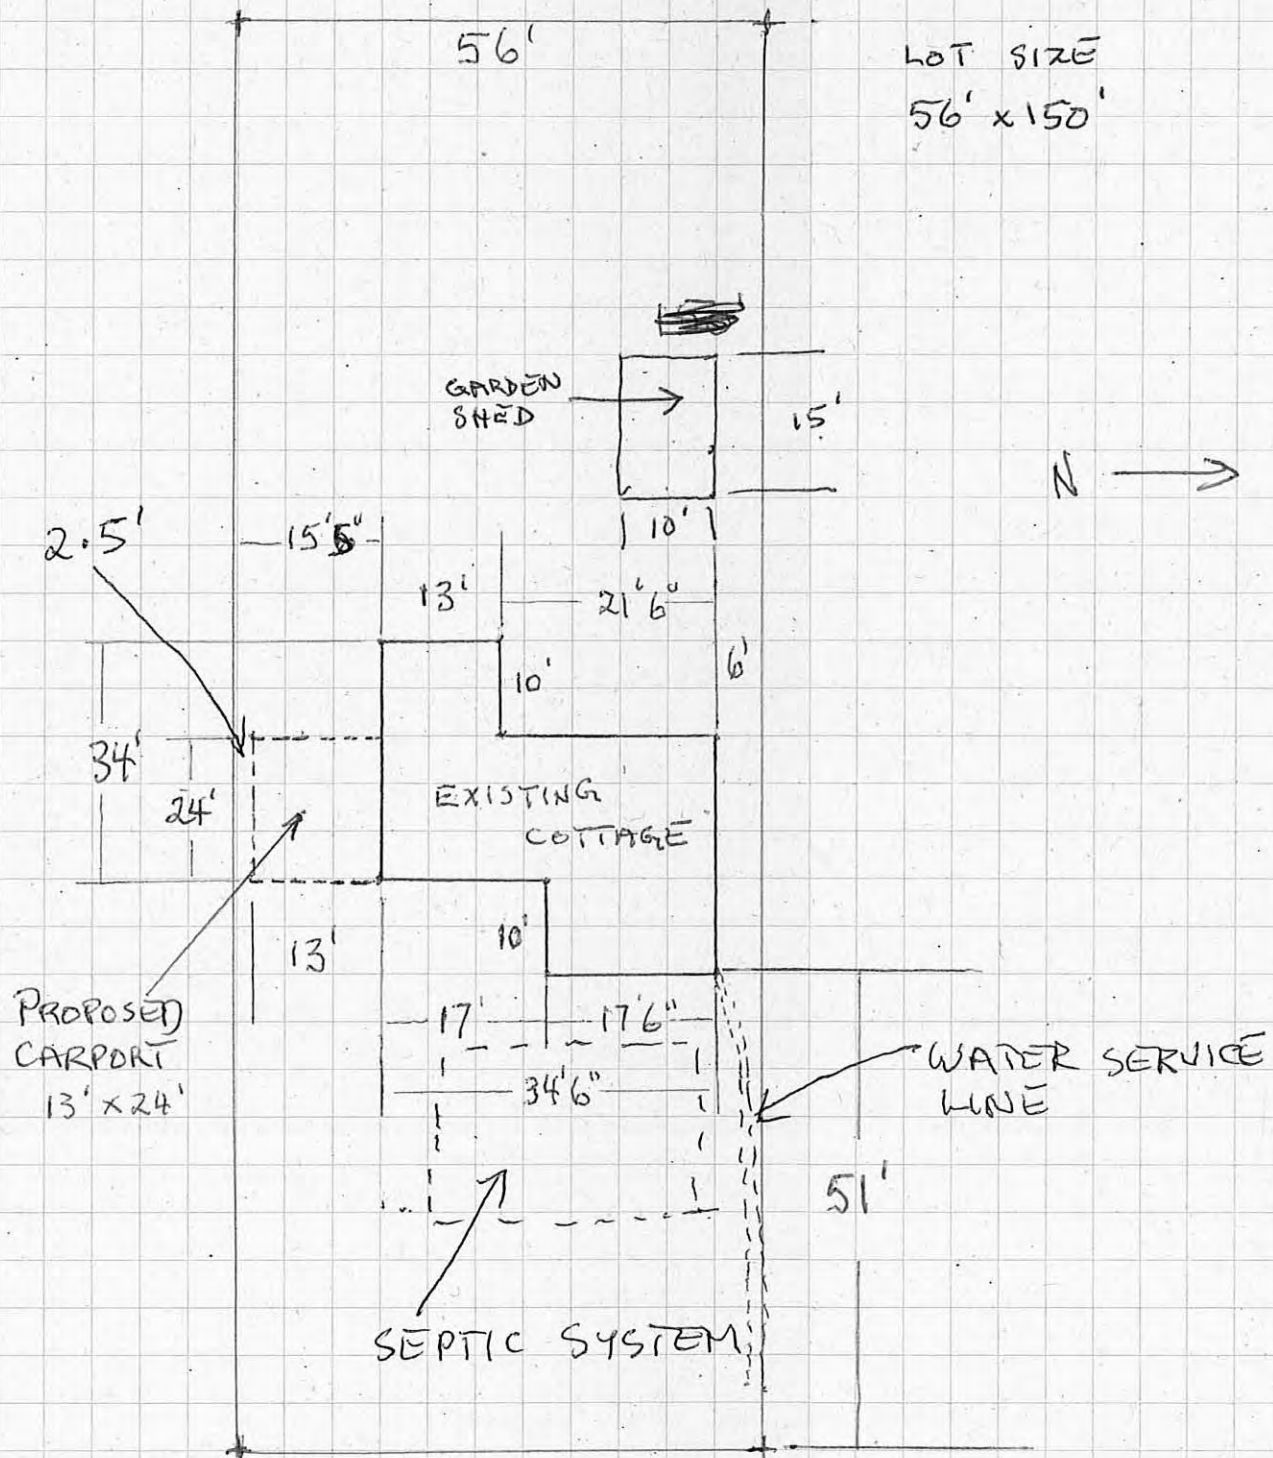 56'
LOT SIZE
56' x 150'
GARDEN
SHED
15'
N
10'
2.5'
13'
21'6"
10'
6'
34'
24'
EXISTING
COTTAGE
10'
13'
17'
17'6"
PROPOSED
CARPORT
13' x 24'
34'6"
WATER SERVICE
LINE
51'
SEPTIC SYSTEM